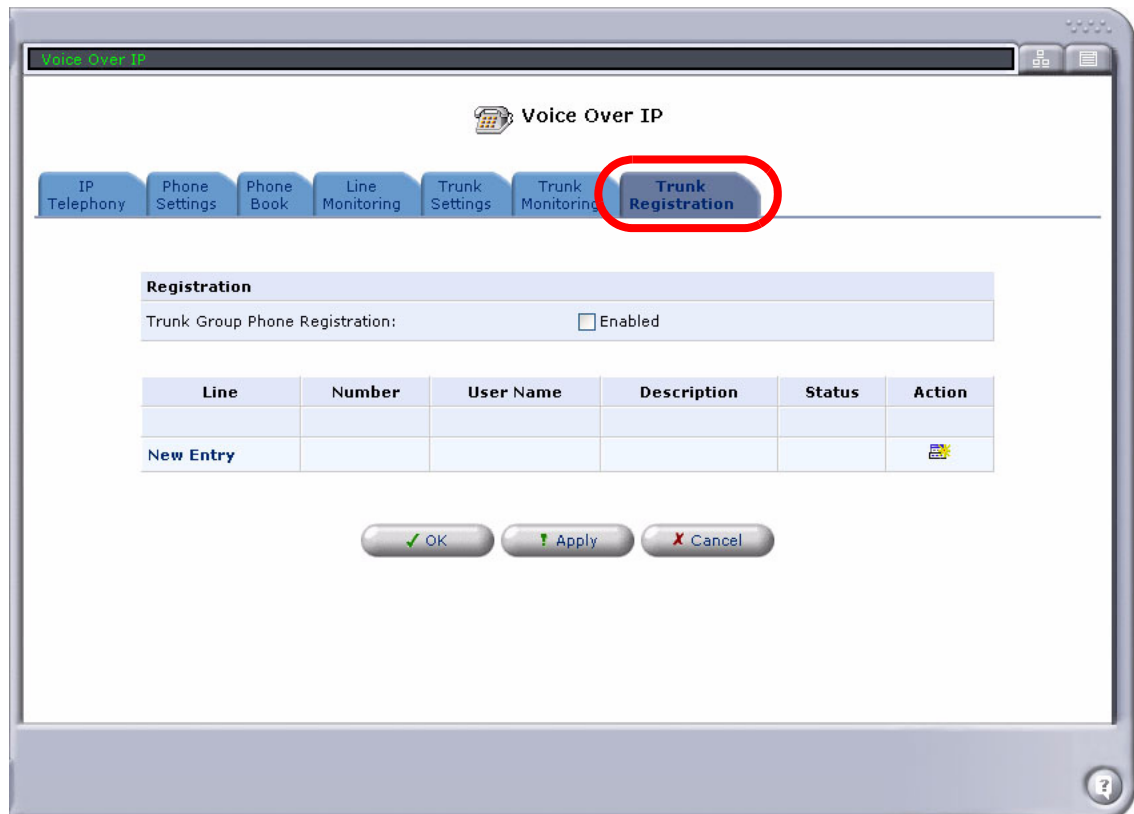 Voice Over IP
Voice Over IP
IP Telephony
Phone Settings
Phone Book
Line Monitoring
Trunk Settings
Trunk Monitoring
Trunk Registration
Registration
Trunk Group Phone Registration: Enabled
Line Number User Name Description Status Action
New Entry
OK Apply Cancel
?